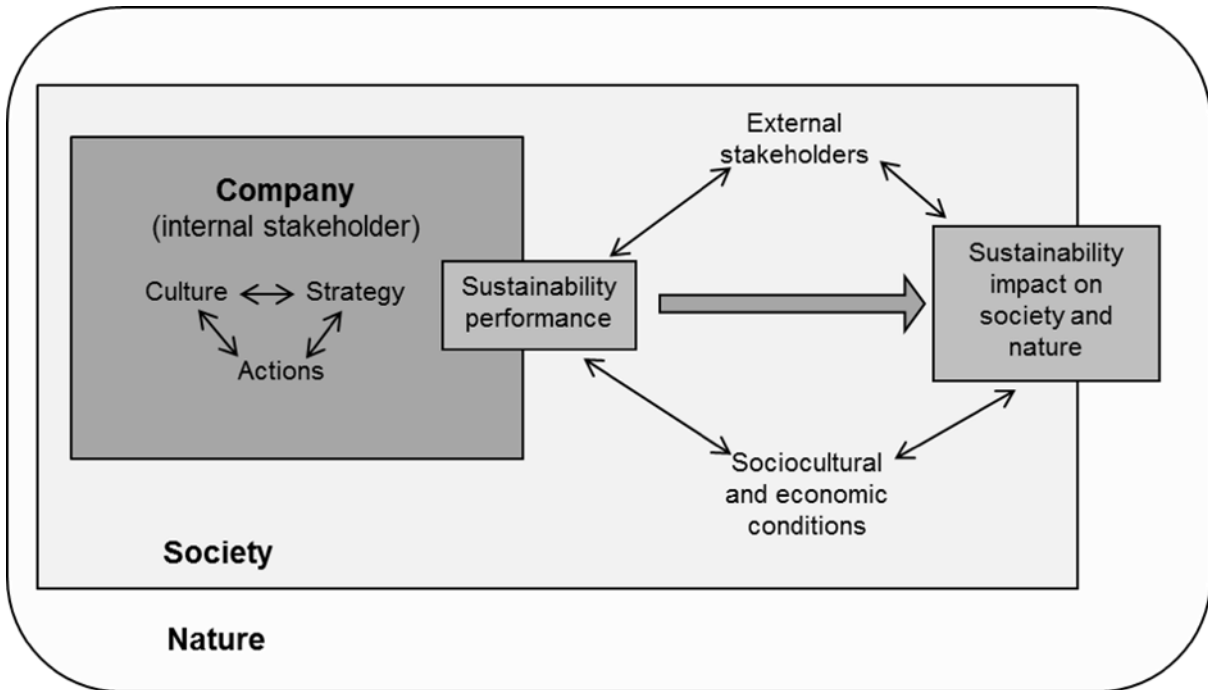 External
stakeholders
Company
(internal stakeholder)
Culture
Strategy
Actions
Sustainability
performance
Sustainability
impact on
society and
nature
Sociocultural
and economic
conditions
Society
Nature